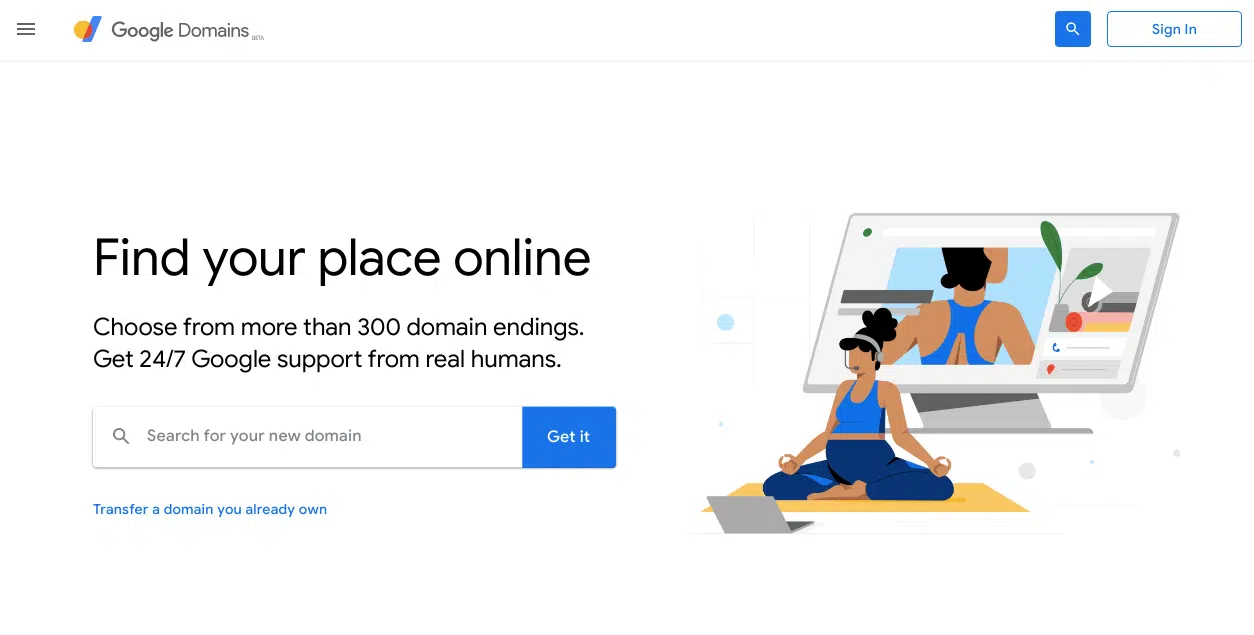 Google Domains BETA
Sign In
Find your place online
Choose from more than 300 domain endings.
Get 24/7 Google support from real humans.
Search for your new domain
Get it
Transfer a domain you already own